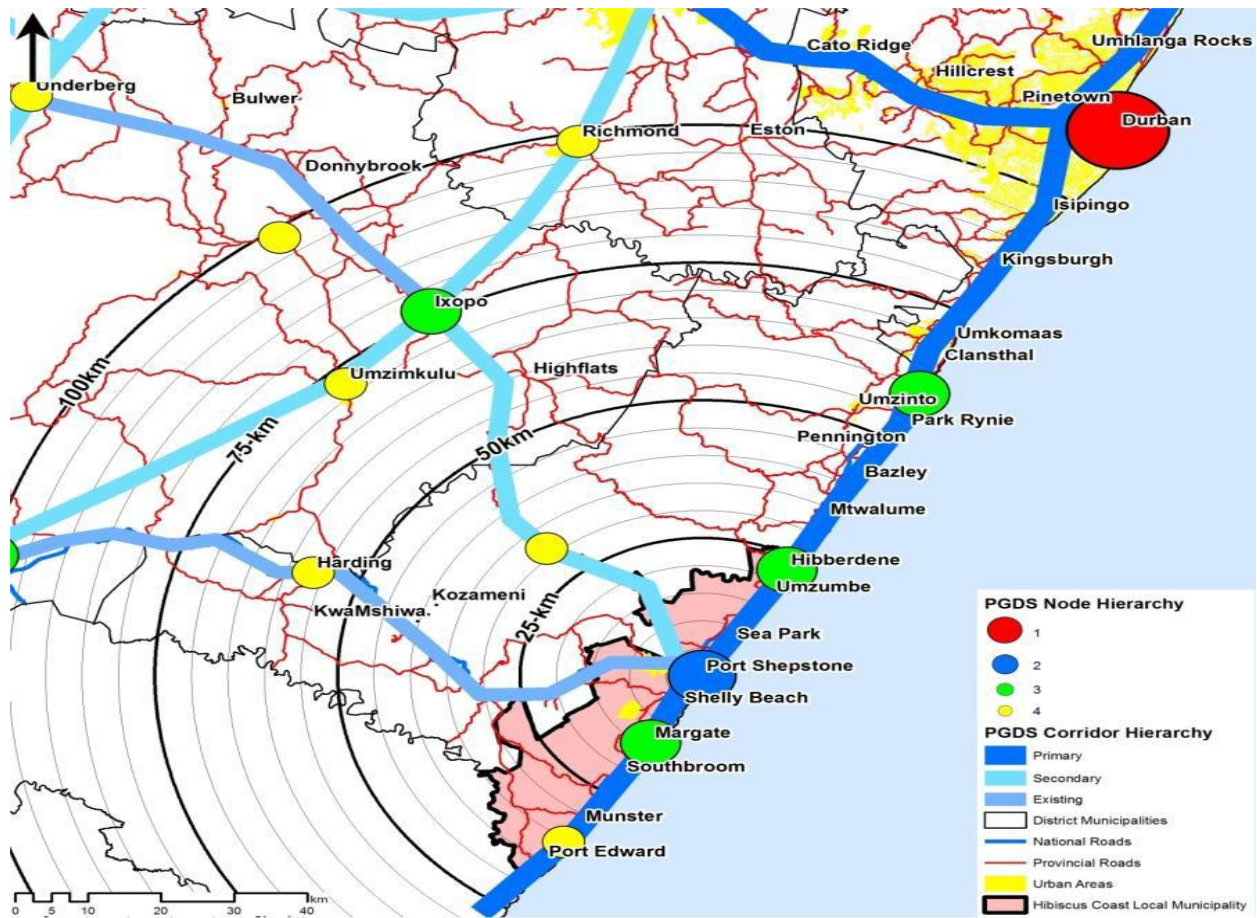 Umhlanga Rocks
Cato Ridge
Hillcrest
Underberg
Bulwer
Pinetown
Durban
Richmond
Eston
Donnybrook
Isipingo
Kingsburgh
Ixopo
Umkomaas
Clansthal
Highflats
Umzimkulu
100km
Umzinto
Park Rynie
75-km
50km
Pennington
Bazley
Mtwalume
Harding
Hibberdene
Umzumbe
Kozameni
KwaMshiwa
25-km
Sea Park
Port Shepstone
Shelly Beach
Margate
Southbroom
Munster
Port Edward
PGDS Node Hierarchy
1
2
3
4
PGDS Corridor Hierarchy
Primary
Secondary
Existing
District Municipalities
National Roads
Provincial Roads
Urban Areas
Hibiscus Coast Local Municipality
0 5 10 20 30 40 km